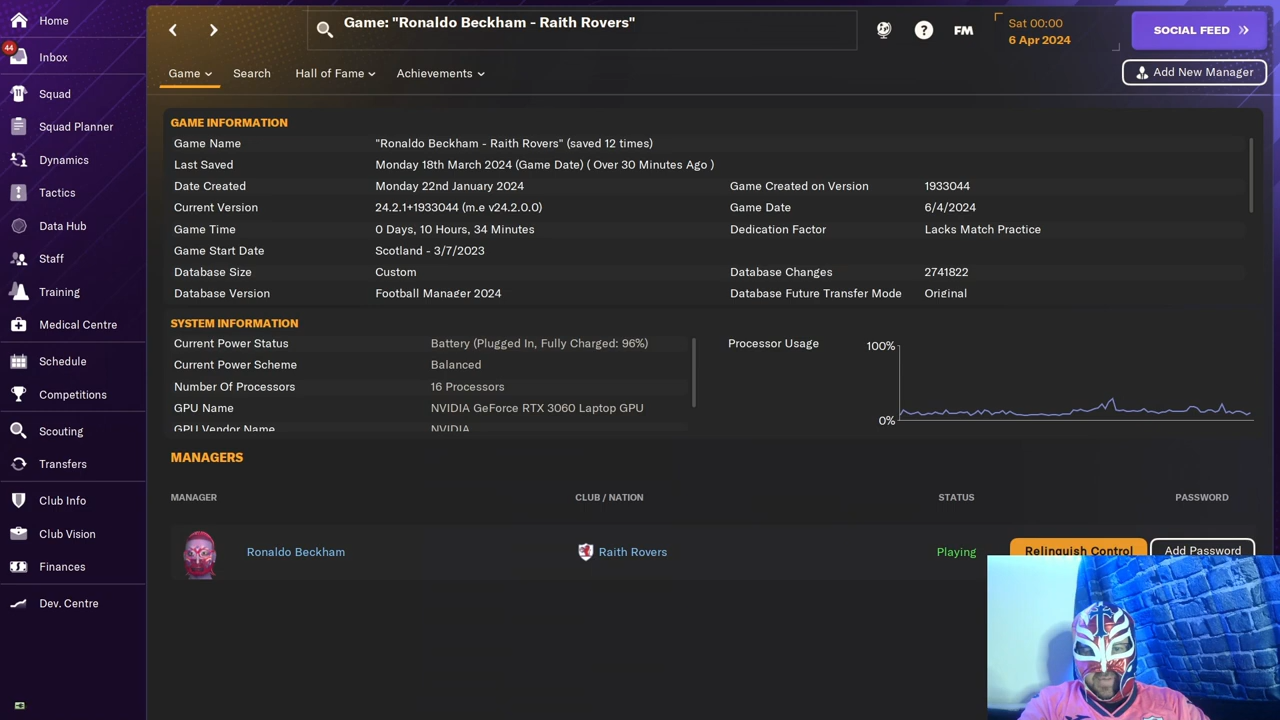 Home
44
Inbox
Squad
Squad Planner
Dynamics
Tactics
Data Hub
Staff
Training
Medical Centre
Schedule
Competitions
Scouting
Transfers
Club Info
Club Vision
Finances
Dev. Centre
Game: "Ronaldo Beckham - Raith Rovers"
?
FM
Sat 00:00
6 Apr 2024
SOCIAL FEED
Game
Search
Hall of Fame
Achievements
Add New Manager
GAME INFORMATION
Game Name "Ronaldo Beckham - Raith Rovers" (saved 12 times)
Last Saved Monday 18th March 2024 (Game Date) ( Over 30 Minutes Ago )
Date Created Monday 22nd January 2024 Game Created on Version 1933044
Current Version 24.2.1+1933044 (m.e v24.2.0.0) Game Date 6/4/2024
Game Time 0 Days, 10 Hours, 34 Minutes Dedication Factor Lacks Match Practice
Game Start Date Scotland - 3/7/2023
Database Size Custom Database Changes 2741822
Database Version Football Manager 2024 Database Future Transfer Mode Original
SYSTEM INFORMATION
Current Power Status Battery (Plugged In, Fully Charged: 96%)
Current Power Scheme Balanced
Number Of Processors 16 Processors
GPU Name NVIDIA GeForce RTX 3060 Laptop GPU
GPU Vendor Name NVIDIA
Processor Usage
100%
0%
MANAGERS
MANAGER CLUB / NATION STATUS PASSWORD
Ronaldo Beckham Raith Rovers Playing Relinquish Control Add Password